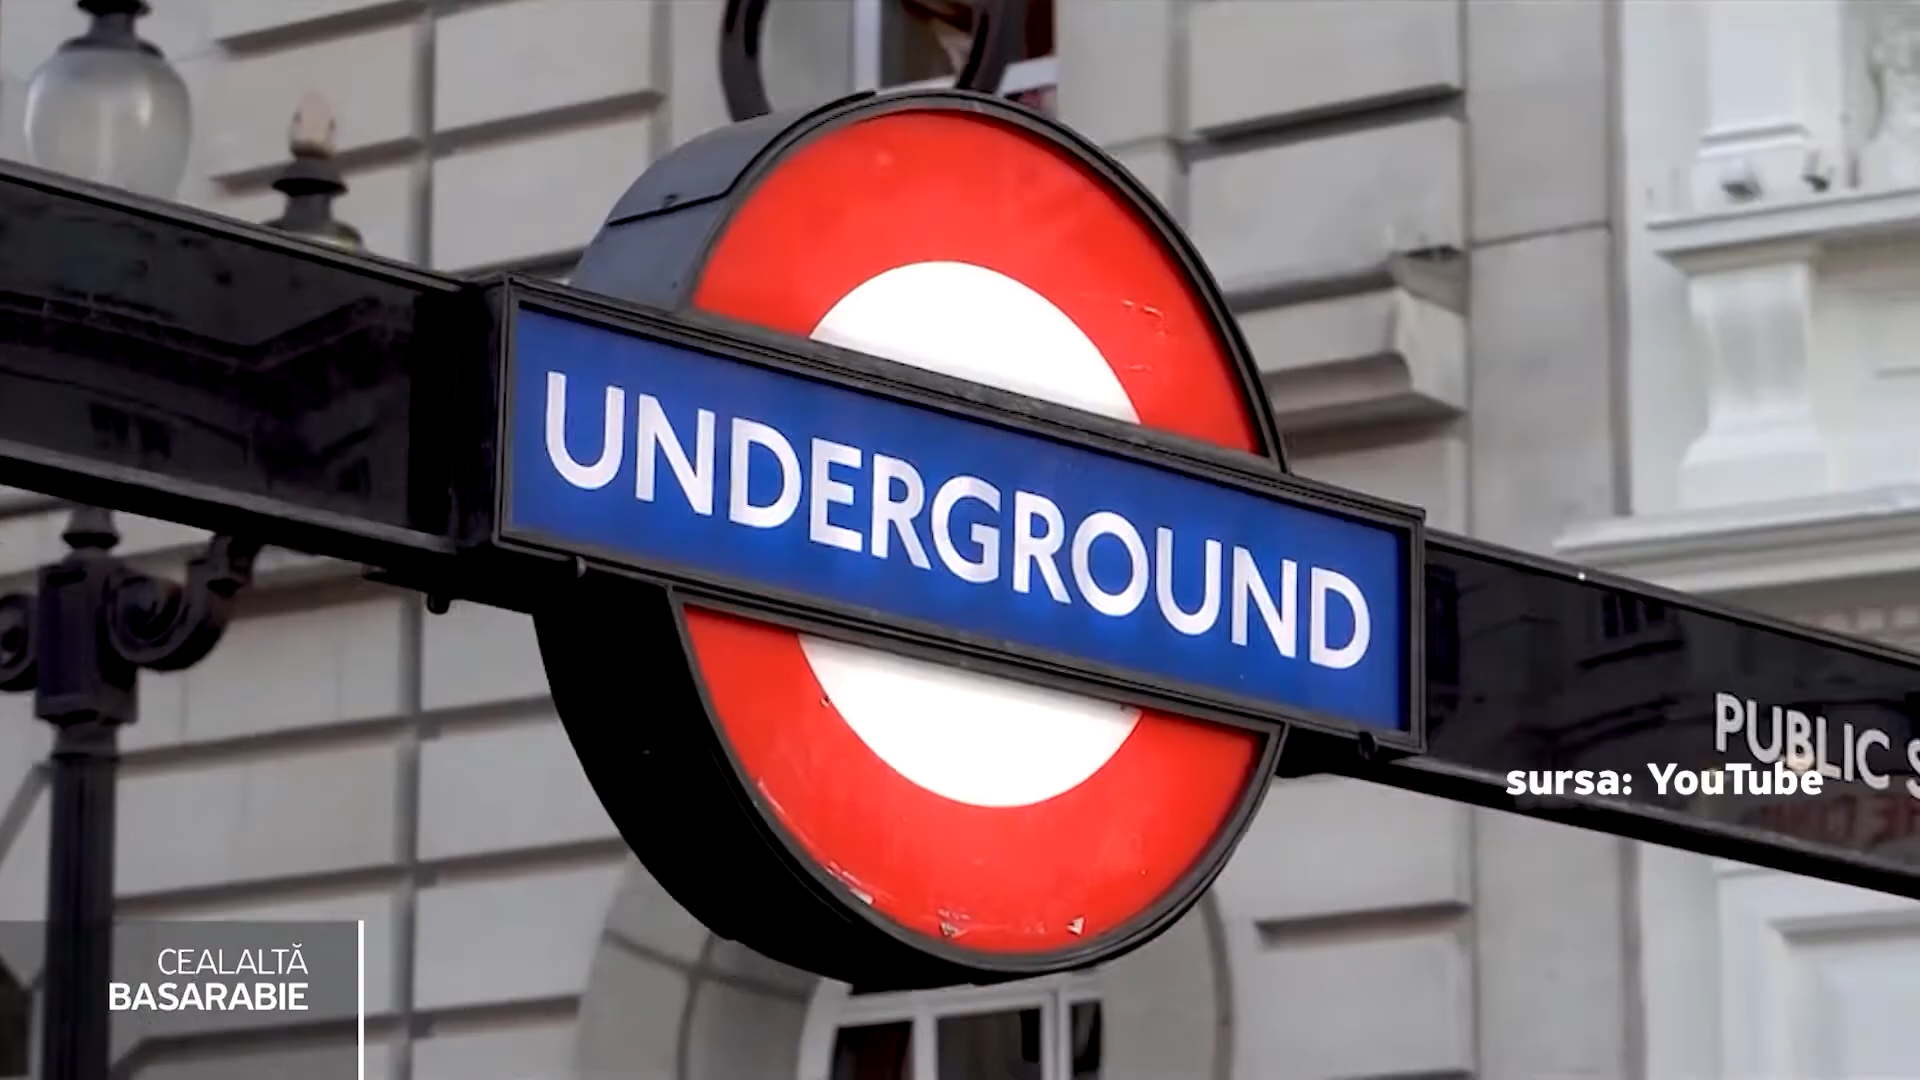 UNDERGROUND
PUBLIC
sursa: YouTube
CEALALTĂ
BASARABIE